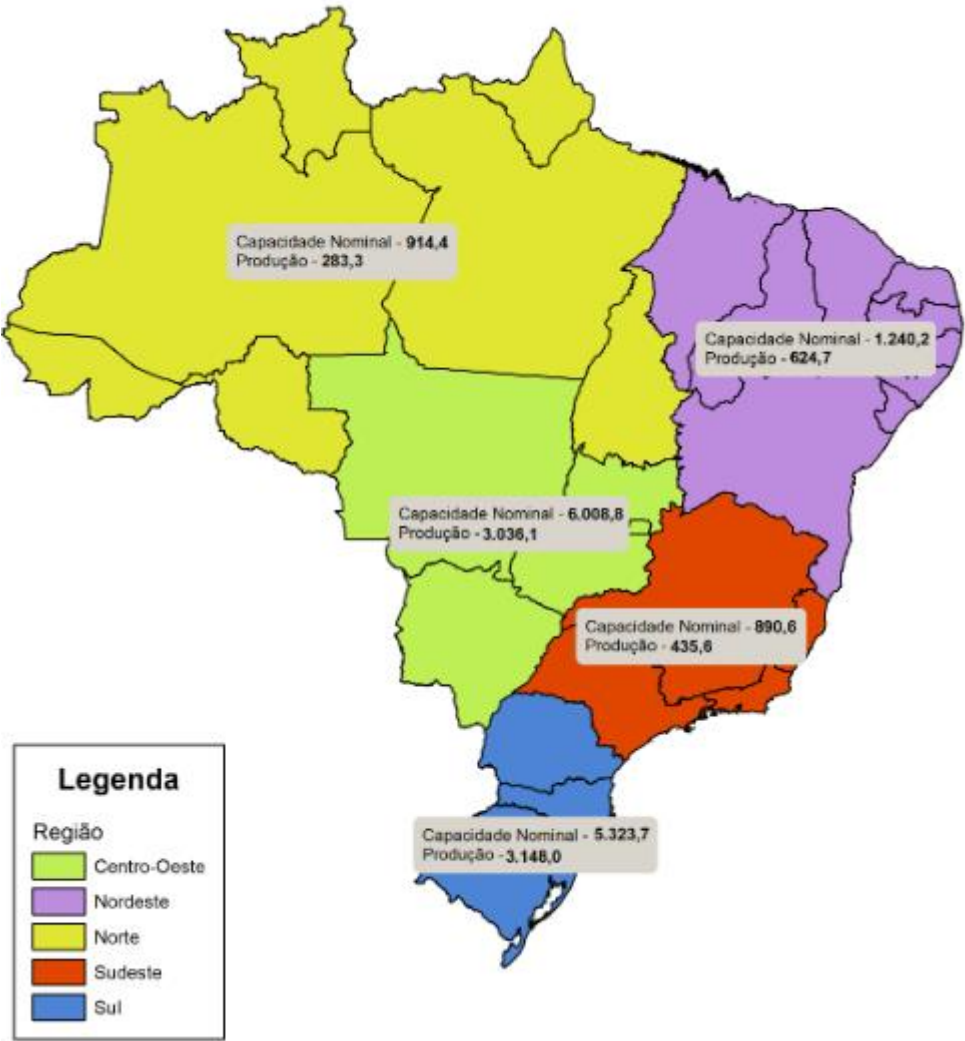 Capacidade Nominal - 914,4
Produção - 283,3
Capacidade Nominal - 1.240,2
Produção - 624,7
Capacidade Nominal - 6.008,8
Produção - 3.036,1
Capacidade Nominal - 890,6
Produção - 435,6
Capacidade Nominal - 5.323,7
Produção - 3.148,0
Legenda
Região
Centro-Oeste
Nordeste
Norte
Sudeste
Sul